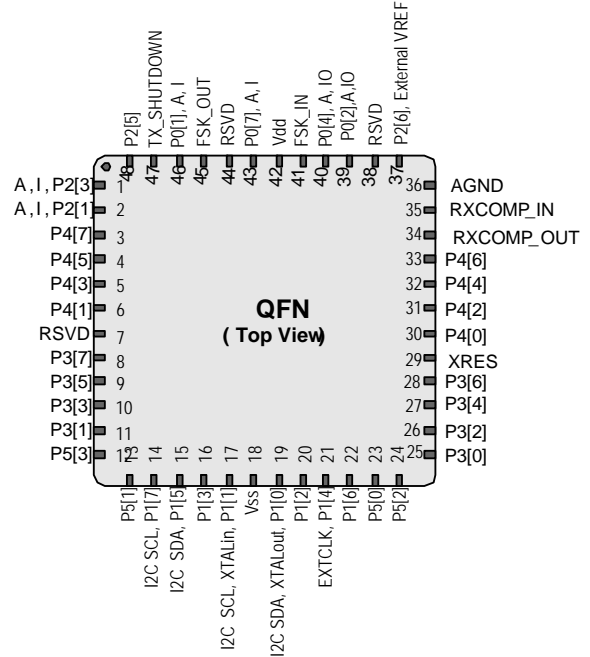 P2[5]
TX_SHUTDOWN
P0[1], A, I
FSK_OUT
RSVD
P0[7], A, I
Vdd
FSK_IN
P0[4], A, IO
P0[2],A,IO
RSVD
P2[6], External VREF
48 47 46 45 44 43 42 41 40 39 38 37
A, I, P2[3] 1
A, I, P2[1] 2
P4[7] 3
P4[5] 4
P4[3] 5
P4[1] 6
RSVD 7
P3[7] 8
P3[5] 9
P3[3] 10
P3[1] 11
P5[3] 12
QFN
( Top View)
36 AGND
35 RXCOMP_IN
34 RXCOMP_OUT
33 P4[6]
32 P4[4]
31 P4[2]
30 P4[0]
29 XRES
28 P3[6]
27 P3[4]
26 P3[2]
25 P3[0]
13 14 15 16 17 18 19 20 21 22 23 24
P5[1]
I2C SCL, P1[7]
I2C SDA, P1[5]
P1[3]
I2C SCL, XTALin, P1[1]
Vss
I2C SDA, XTALout, P1[0]
P1[2]
EXTCLK, P1[4]
P1[6]
P5[0]
P5[2]